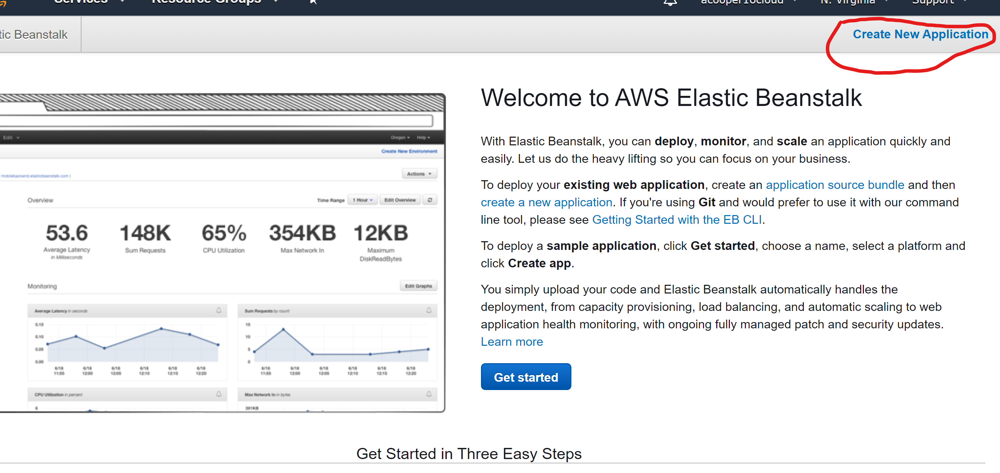 Services
Resource Groups
acooper16cloud
N. Virginia
Support
tic Beanstalk
Create New Application
Edit
Oregon
Help
Create New Environment
mobilebackend.elasticbeanstalk.com )
Actions
Overview
Time Range
1 Hour
Edit Overview
53.6
Average Latency
in Milliseconds
148K
Sum Requests
65%
CPU Utilization
354KB
Max Network In
12KB
Maximum
DiskReadBytes
Monitoring
Edit Graphs
Average Latency in seconds
0.15
0.10
0.05
0.00
6/18 6/18 6/18 6/18 6/18 6/18
11:55 12:00 12:05 12:10 12:15 12:20
Sum Requests by count
15
10
5
0
6/18 6/18 6/18 6/18 6/18 6/18
11:55 12:00 12:05 12:10 12:15 12:20
CPU Utilization in percent
6
Max Network In in bytes
391KB
Welcome to AWS Elastic Beanstalk
With Elastic Beanstalk, you can deploy, monitor, and scale an application quickly and
easily. Let us do the heavy lifting so you can focus on your business.
To deploy your existing web application, create an application source bundle and then
create a new application. If you're using Git and would prefer to use it with our command
line tool, please see Getting Started with the EB CLI.
To deploy a sample application, click Get started, choose a name, select a platform and
click Create app.
You simply upload your code and Elastic Beanstalk automatically handles the
deployment, from capacity provisioning, load balancing, and automatic scaling to web
application health monitoring, with ongoing fully managed patch and security updates.
Learn more
Get started
Get Started in Three Easy Steps